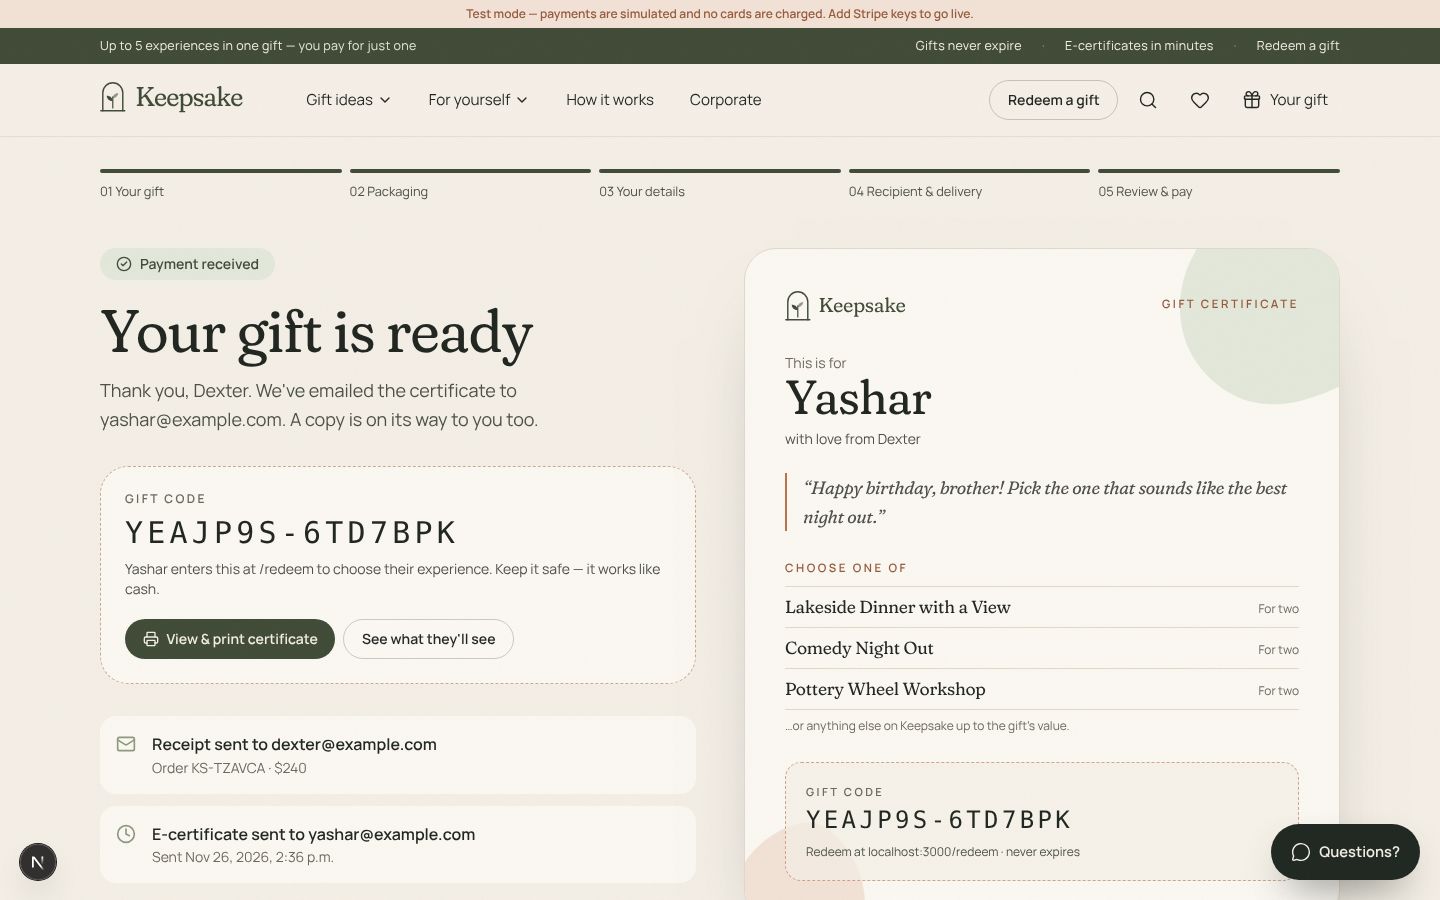 Test mode — payments are simulated and no cards are charged. Add Stripe keys to go live.
Up to 5 experiences in one gift — you pay for just one
Gifts never expire · E-certificates in minutes · Redeem a gift
Keepsake
Gift ideas
For yourself
How it works
Corporate
Redeem a gift
Your gift
01 Your gift
02 Packaging
03 Your details
04 Recipient & delivery
05 Review & pay
Payment received
Your gift is ready
Thank you, Dexter. We've emailed the certificate to
yashar@example.com. A copy is on its way to you too.
GIFT CODE
YEAJP9S-6TD7BPK
Yashar enters this at /redeem to choose their experience. Keep it safe — it works like
cash.
View & print certificate
See what they'll see
Receipt sent to dexter@example.com
Order KS-TZAVCA · $240
E-certificate sent to yashar@example.com
Sent Nov 26, 2026, 2:36 p.m.
N
Keepsake
GIFT CERTIFICATE
This is for
Yashar
with love from Dexter
“Happy birthday, brother! Pick the one that sounds like the best
night out.”
CHOOSE ONE OF
Lakeside Dinner with a View For two
Comedy Night Out For two
Pottery Wheel Workshop For two
…or anything else on Keepsake up to the gift's value.
GIFT CODE
YEAJP9S-6TD7BPK
Redeem at localhost:3000/redeem · never expires
Questions?